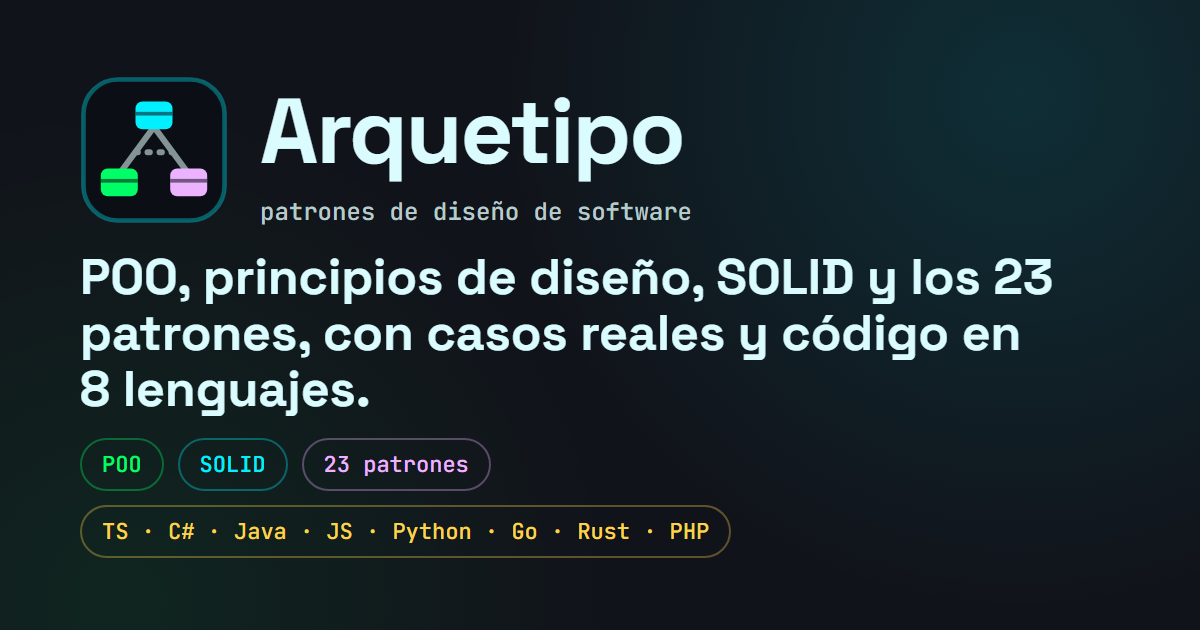 Arquetipo
patrones de diseño de software
POO, principios de diseño, SOLID y los 23
patrones, con casos reales y código en
8 lenguajes.
POO
SOLID
23 patrones
TS · C# · Java · JS · Python · Go · Rust · PHP